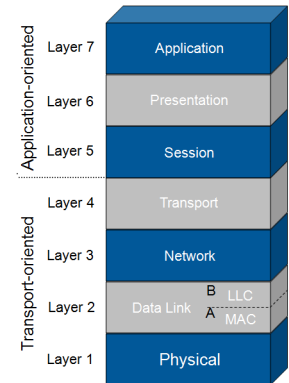 Application-oriented
Transport-oriented
Layer 7 Application
Layer 6 Presentation
Layer 5 Session
Layer 4 Transport
Layer 3 Network
B LLC
Layer 2 Data Link
A MAC
Layer 1 Physical